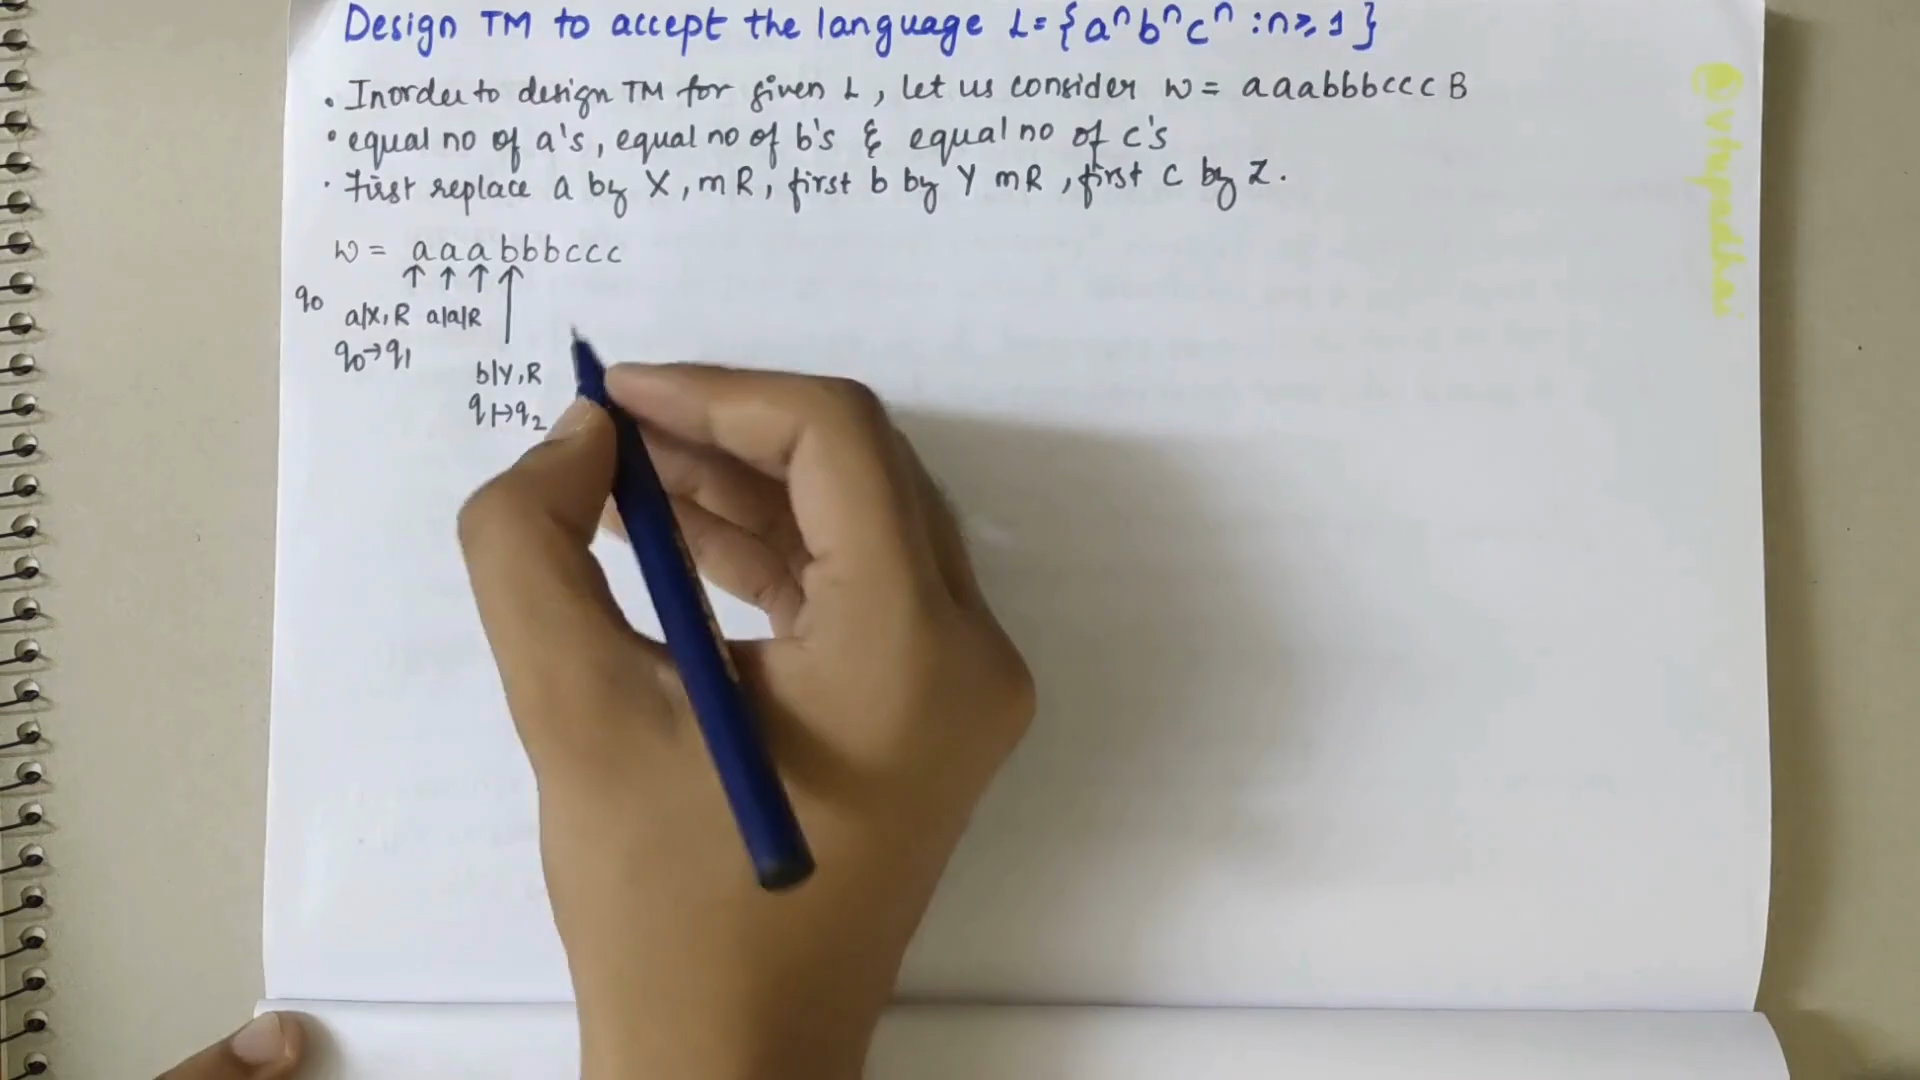 Design TM to accept the language L = {aⁿbⁿcⁿ : n ≥ 1}
• Inorder to design TM for given L, let us consider w = aaabbbcccB
• equal no of a's, equal no of b's & equal no of c's
• First replace a by X, mR, first b by Y mR, first c by Z.
w = aaabbbccc
↑ ↑ ↑ ↑
q0 a|X,R a|a|R
q0→q1
b|Y,R
q1→q2
@vtupadhai